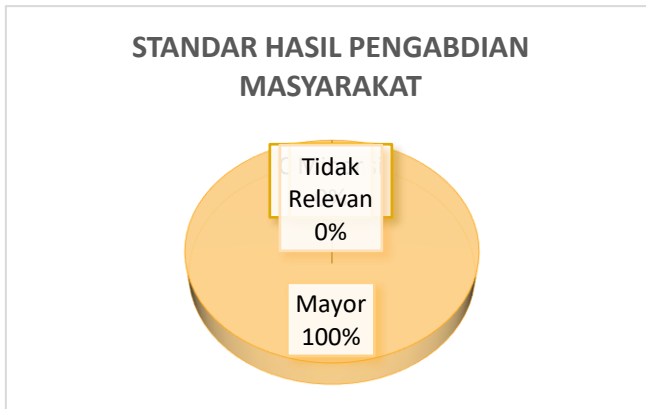 STANDAR HASIL PENGABDIAN
MASYARAKAT
Tidak
Relevan
0%
Mayor
100%